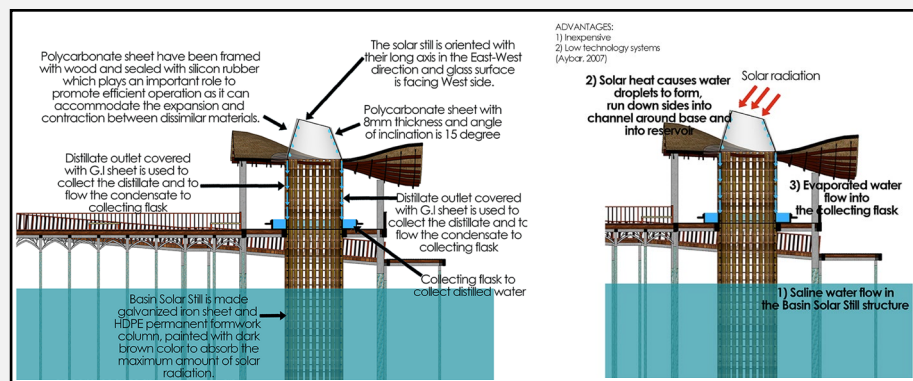 Polycarbonate sheet have been framed
with wood and sealed with silicon rubber
which plays an important role to
promote efficient operation as it can
accommodate the expansion and
contraction between dissimilar materials.
The solar still is oriented with
their long axis in the East-West
direction and glass surface
is facing West side.
Polycarbonate sheet with
8mm thickness and angle
of inclination is 15 degree
Distillate outlet covered
with G.I sheet is used to
collect the distillate and to
flow the condensate to
collecting flask
Distillate outlet covered
with G.I sheet is used to
collect the distillate and to
flow the condensate to
collecting flask
Collecting flask to
collect distilled water
Basin Solar Still is made
galvanized iron sheet and
HDPE permanent formwork
column, painted with dark
brown color to absorb the
maximum amount of solar
radiation.
ADVANTAGES:
1) Inexpensive
2) Low technology systems
(Aybar, 2007)
2) Solar heat causes water
droplets to form,
run down sides into
channel around base and
into reservoir
Solar radiation
3) Evaporated water
flow into
the collecting flask
1) Saline water flow in
the Basin Solar Still structure